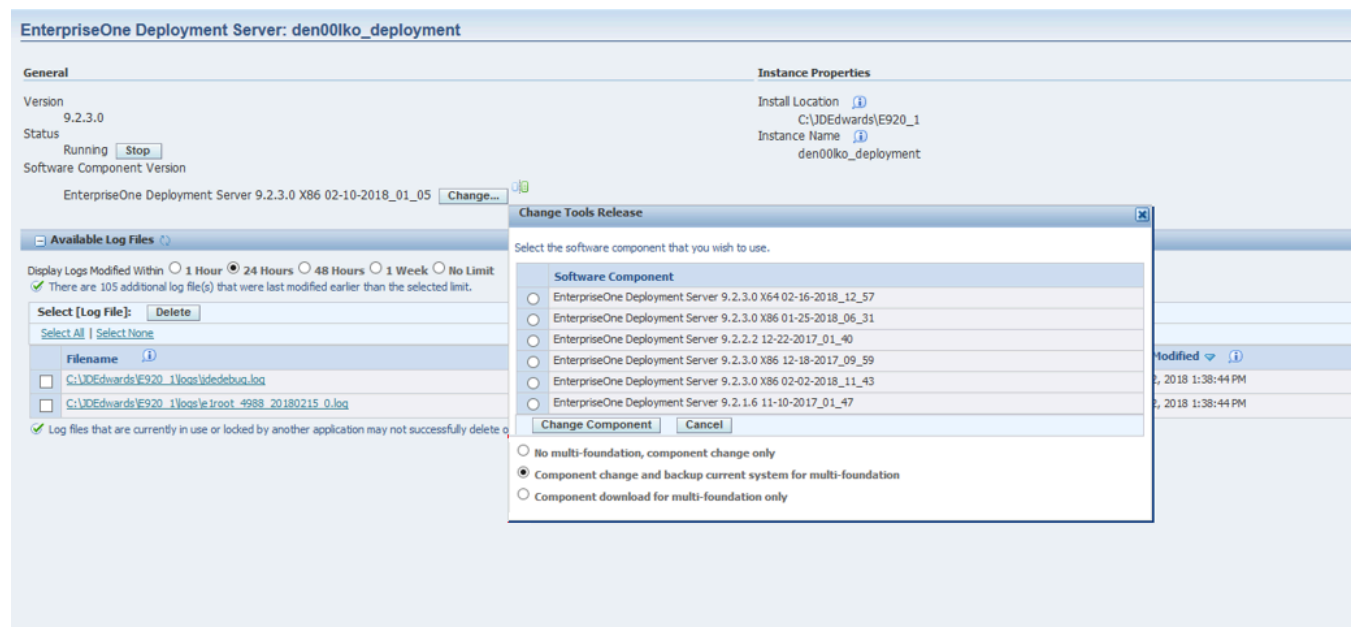 EnterpriseOne Deployment Server: den00lko_deployment
General
Version
9.2.3.0
Status
Running Stop
Software Component Version
EnterpriseOne Deployment Server 9.2.3.0 X86 02-10-2018_01_05 Change...
Instance Properties
Install Location
C:\JDEdwards\E920_1
Instance Name
den00lko_deployment
Available Log Files
Display Logs Modified Within 1 Hour 24 Hours 48 Hours 1 Week No Limit
There are 105 additional log file(s) that were last modified earlier than the selected limit.
Select [Log File]: Delete
Select All | Select None
Filename
Modified
C:\JDEdwards\E920_1\logs\jdedebug.log
2, 2018 1:38:44 PM
C:\JDEdwards\E920_1\logs\e1root_4988_20180215_0.log
2, 2018 1:38:44 PM
Log files that are currently in use or locked by another application may not successfully delete o
Change Tools Release
Select the software component that you wish to use.
Software Component
EnterpriseOne Deployment Server 9.2.3.0 X64 02-16-2018_12_57
EnterpriseOne Deployment Server 9.2.3.0 X86 01-25-2018_06_31
EnterpriseOne Deployment Server 9.2.2.2 12-22-2017_01_40
EnterpriseOne Deployment Server 9.2.3.0 X86 12-18-2017_09_59
EnterpriseOne Deployment Server 9.2.3.0 X86 02-02-2018_11_43
EnterpriseOne Deployment Server 9.2.1.6 11-10-2017_01_47
Change Component Cancel
No multi-foundation, component change only
Component change and backup current system for multi-foundation
Component download for multi-foundation only